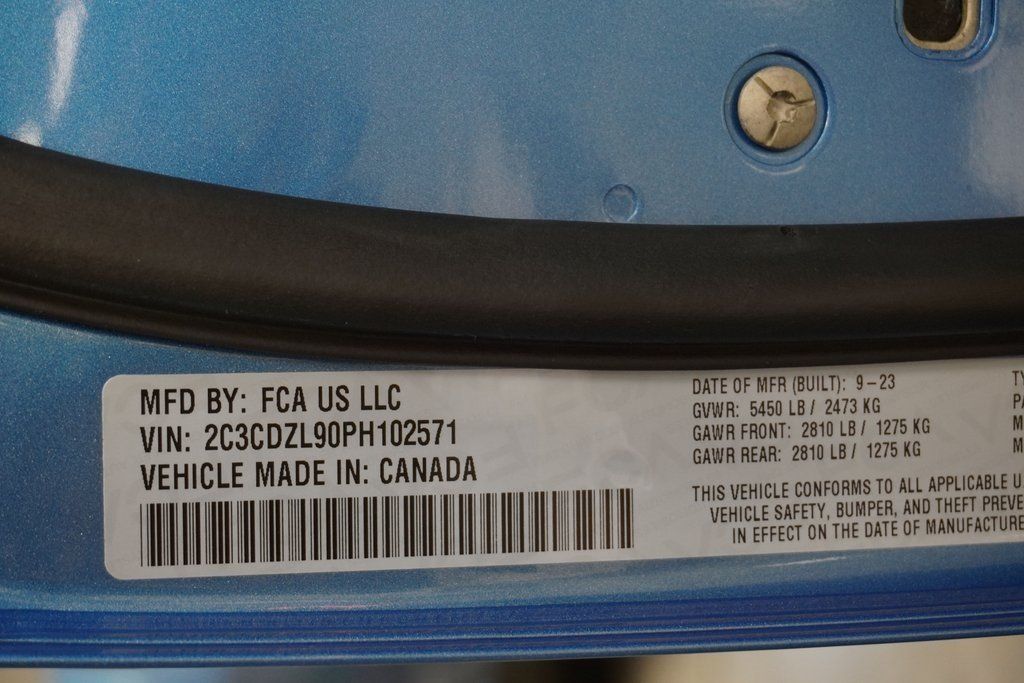 MFD BY: FCA US LLC
VIN: 2C3CDZL90PH102571
VEHICLE MADE IN: CANADA
DATE OF MFR (BUILT): 9-23
GVWR: 5450 LB / 2473 KG
GAWR FRONT: 2810 LB / 1275 KG
GAWR REAR: 2810 LB / 1275 KG
THIS VEHICLE CONFORMS TO ALL APPLICABLE
VEHICLE SAFETY, BUMPER, AND THEFT
IN EFFECT ON THE DATE OF MANUFACTURE